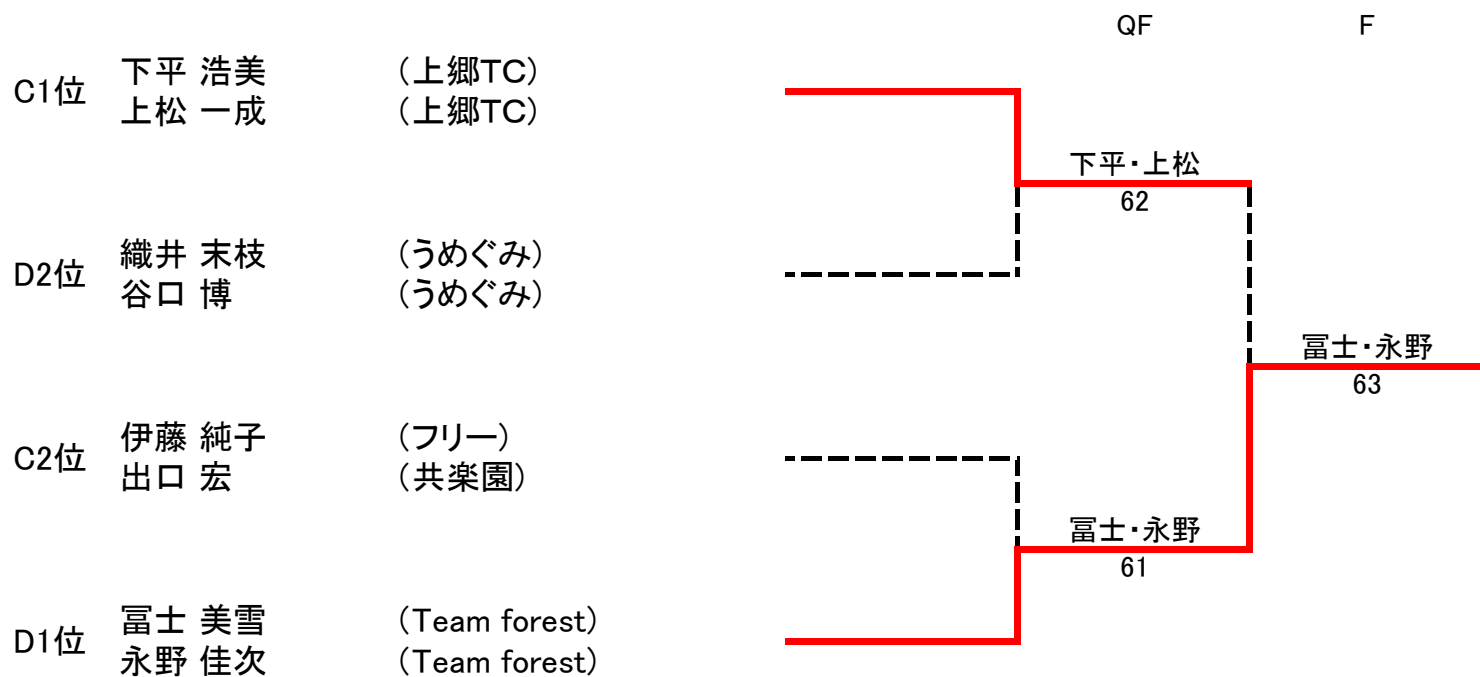 QF F
下平 浩美 (上郷TC)
C1位
上松 一成 (上郷TC)
下平・上松
62
織井 末枝 (うめぐみ)
D2位
谷口 博 (うめぐみ)
冨士・永野
63
伊藤 純子 (フリー)
C2位
出口 宏 (共楽園)
冨士・永野
61
冨士 美雪 (Team forest)
D1位
永野 佳次 (Team forest)